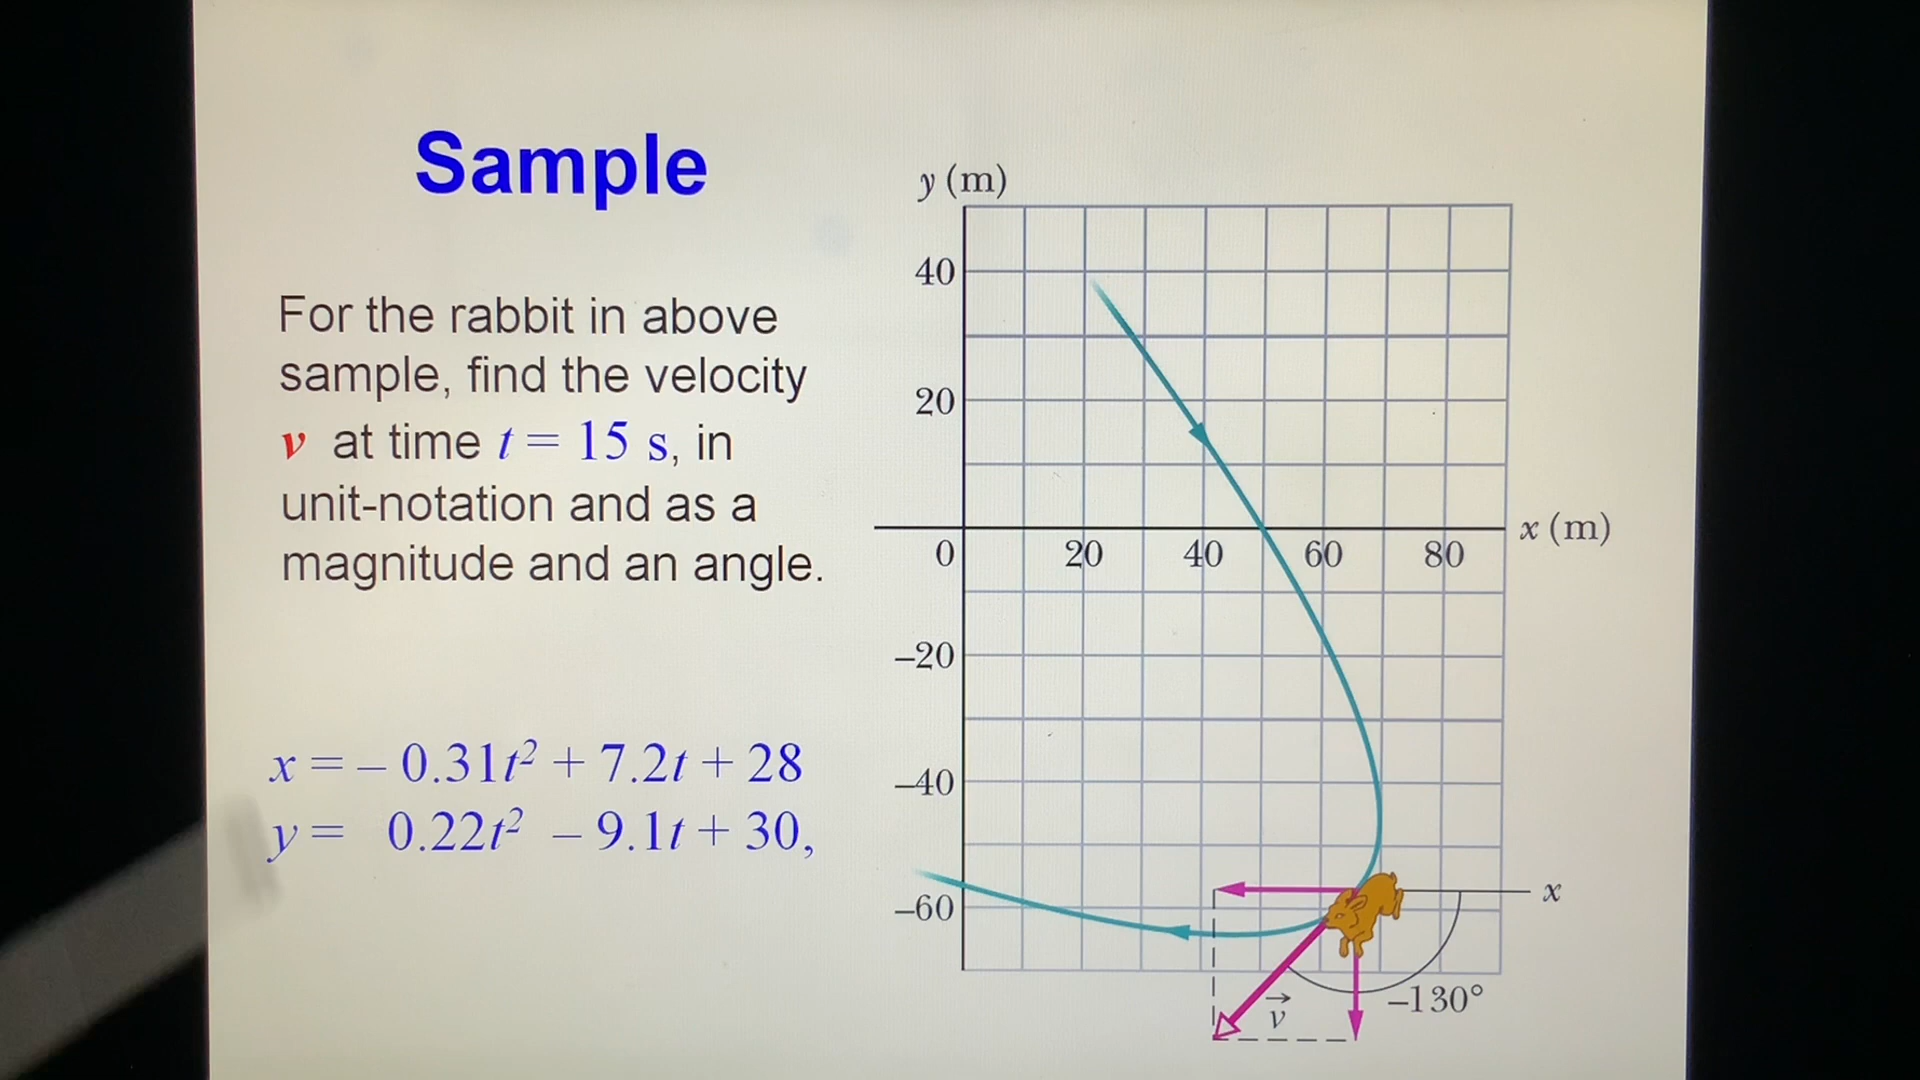 Sample
For the rabbit in above
sample, find the velocity
v at time t = 15 s, in
unit-notation and as a
magnitude and an angle.
x = – 0.31t² + 7.2t + 28
y = 0.22t² – 9.1t + 30,
y (m)
40
20
x (m)
0 20 40 60 80
–20
–40
–60
x
–130°
v⃗